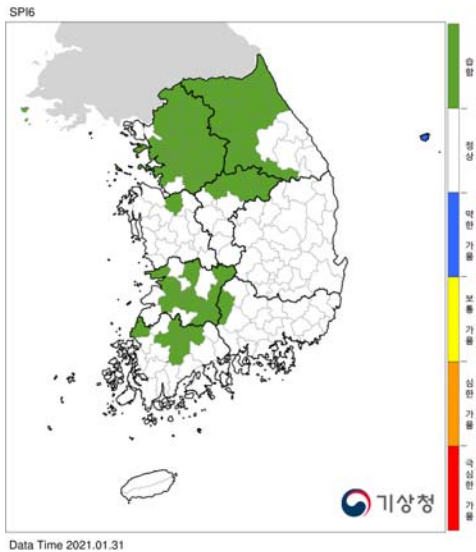 SPI6
습함
정상
약한 가뭄
보통 가뭄
심한 가뭄
극심한 가뭄
기상청
Data Time 2021.01.31